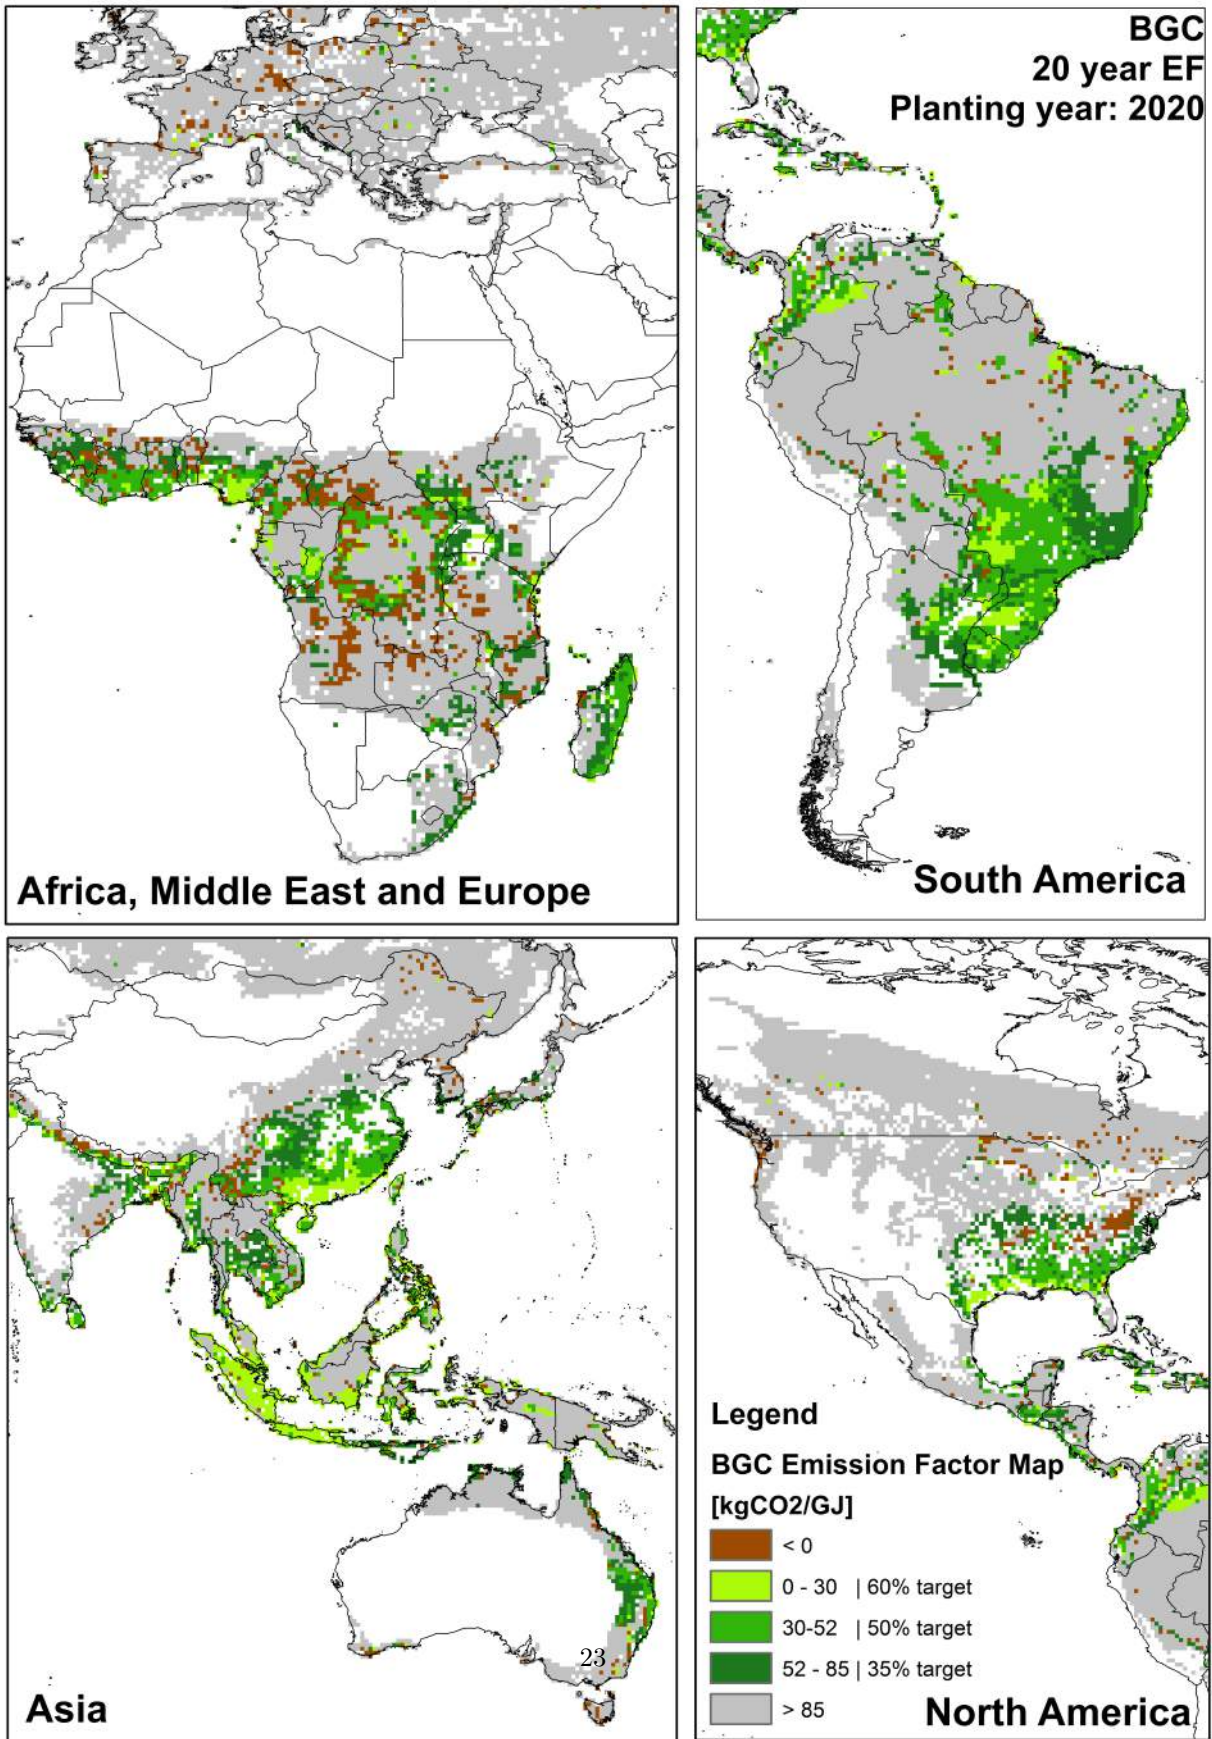 BGC
20 year EF
Planting year: 2020
Africa, Middle East and Europe
South America
Legend
BGC Emission Factor Map
[kgCO2/GJ]
< 0
0 - 30 | 60% target
30-52 | 50% target
52 - 85 | 35% target
> 85
23
Asia
North America